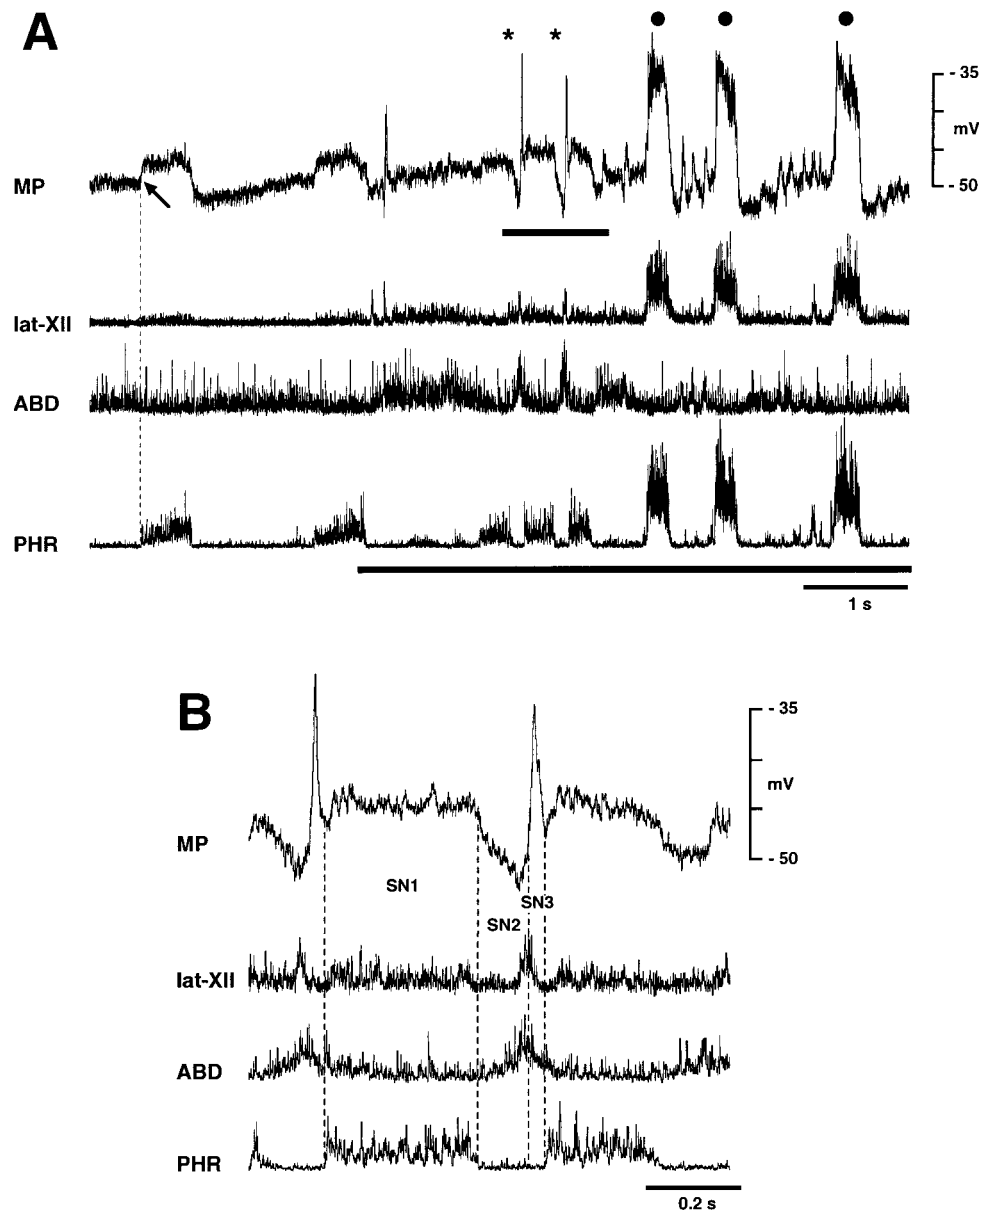 A
* *
- 35
mV
- 50
MP
lat-XII
ABD
PHR
1 s
B
- 35
mV
- 50
MP
SN1
SN3
SN2
lat-XII
ABD
PHR
0.2 s